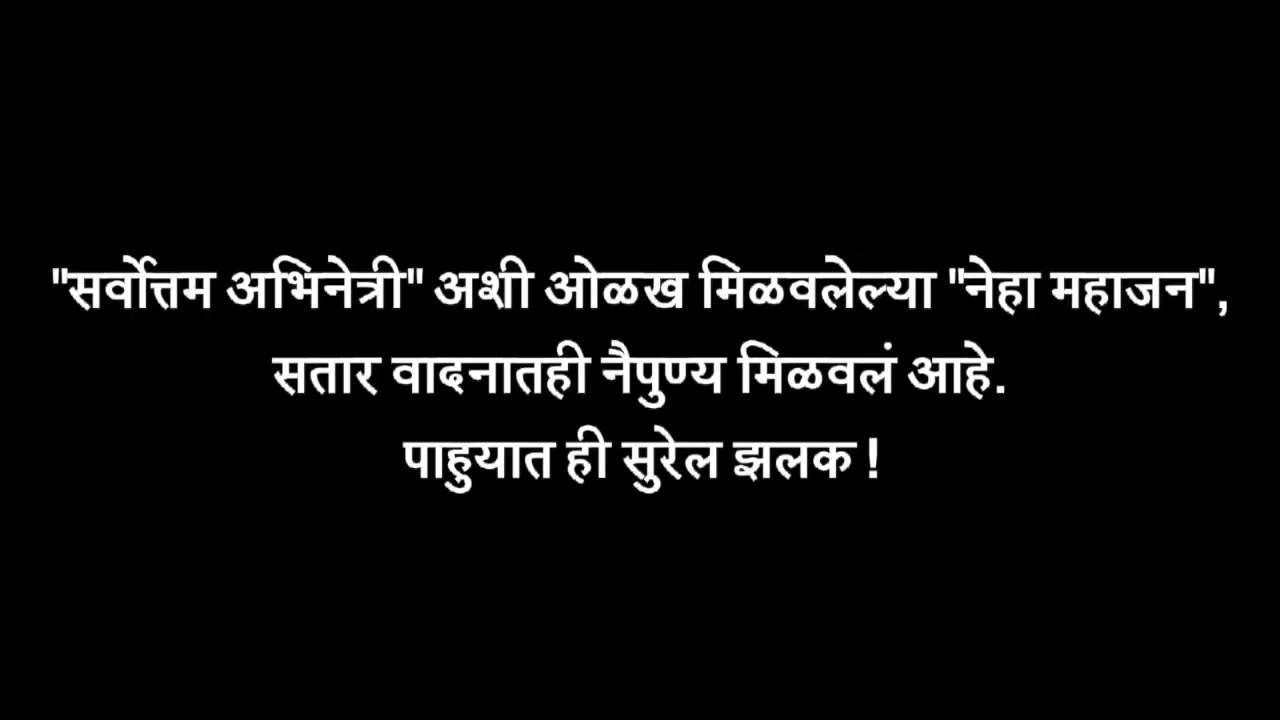 "सर्वोत्तम अभिनेत्री" अशी ओळख मिळवलेल्या "नेहा महाजन",
सतार वादनातही नैपुण्य मिळवलं आहे.
पाहुयात ही सुरेल झलक !